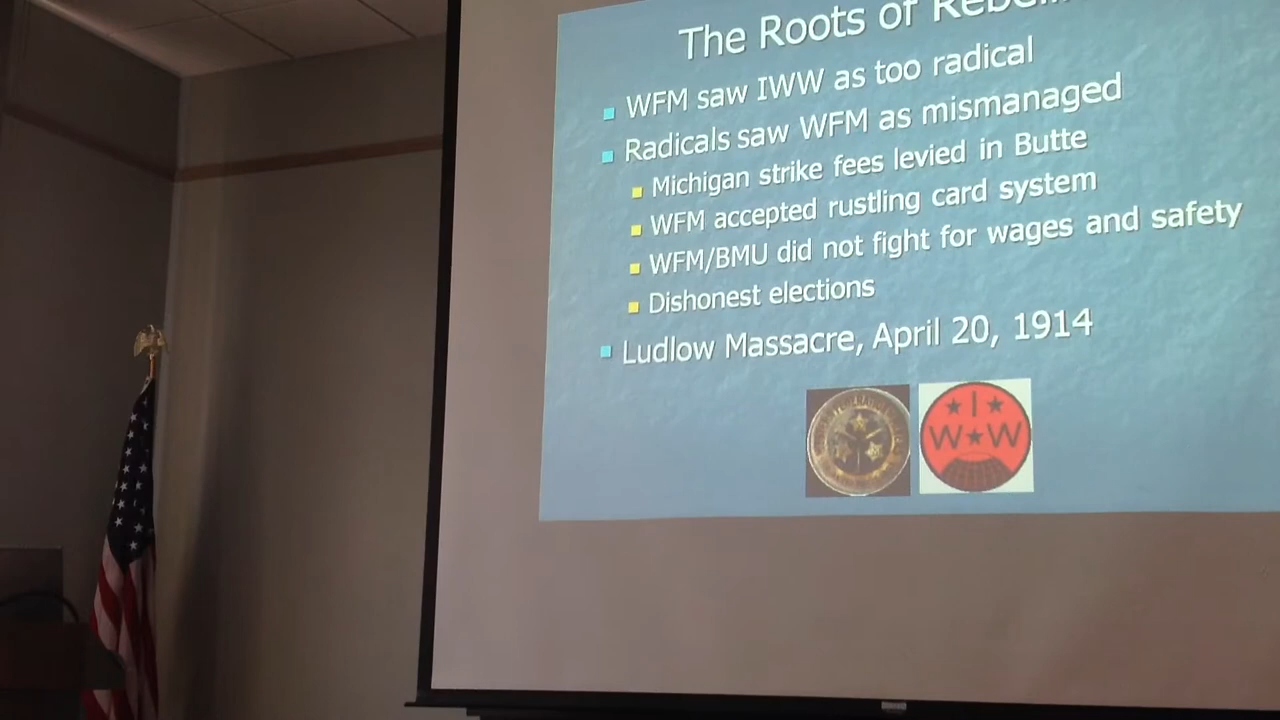 The Roots of
WFM saw IWW as too radical
Radicals saw WFM as mismanaged
Michigan strike fees levied in Butte
WFM accepted rustling card system
WFM/BMU did not fight for wages and safety
Dishonest elections
Ludlow Massacre, April 20, 1914
I
W W